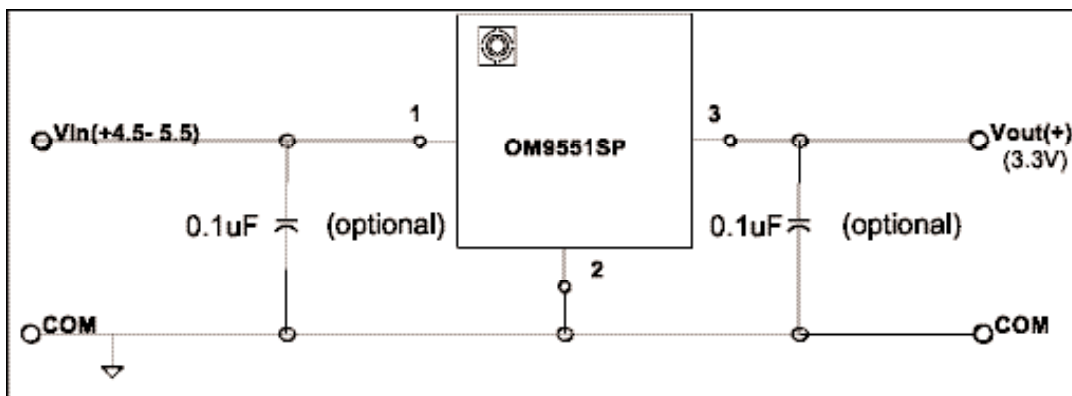 Vin(+4.5- 5.5)
1
OM9551SP
3
Vout(+)
(3.3V)
0.1uF
(optional)
0.1uF
(optional)
2
COM
COM